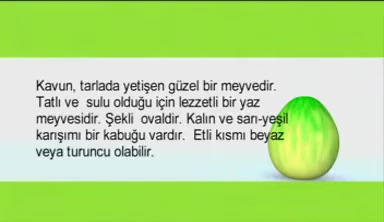 Kavun, tarlada yetişen güzel bir meyvedir.
Tatlı ve sulu olduğu için lezzetli bir yaz
meyvesidir. Şekli ovaldir. Kalın ve sarı-yeşil
karışımı bir kabuğu vardır. Etli kısmı beyaz
veya turuncu olabilir.